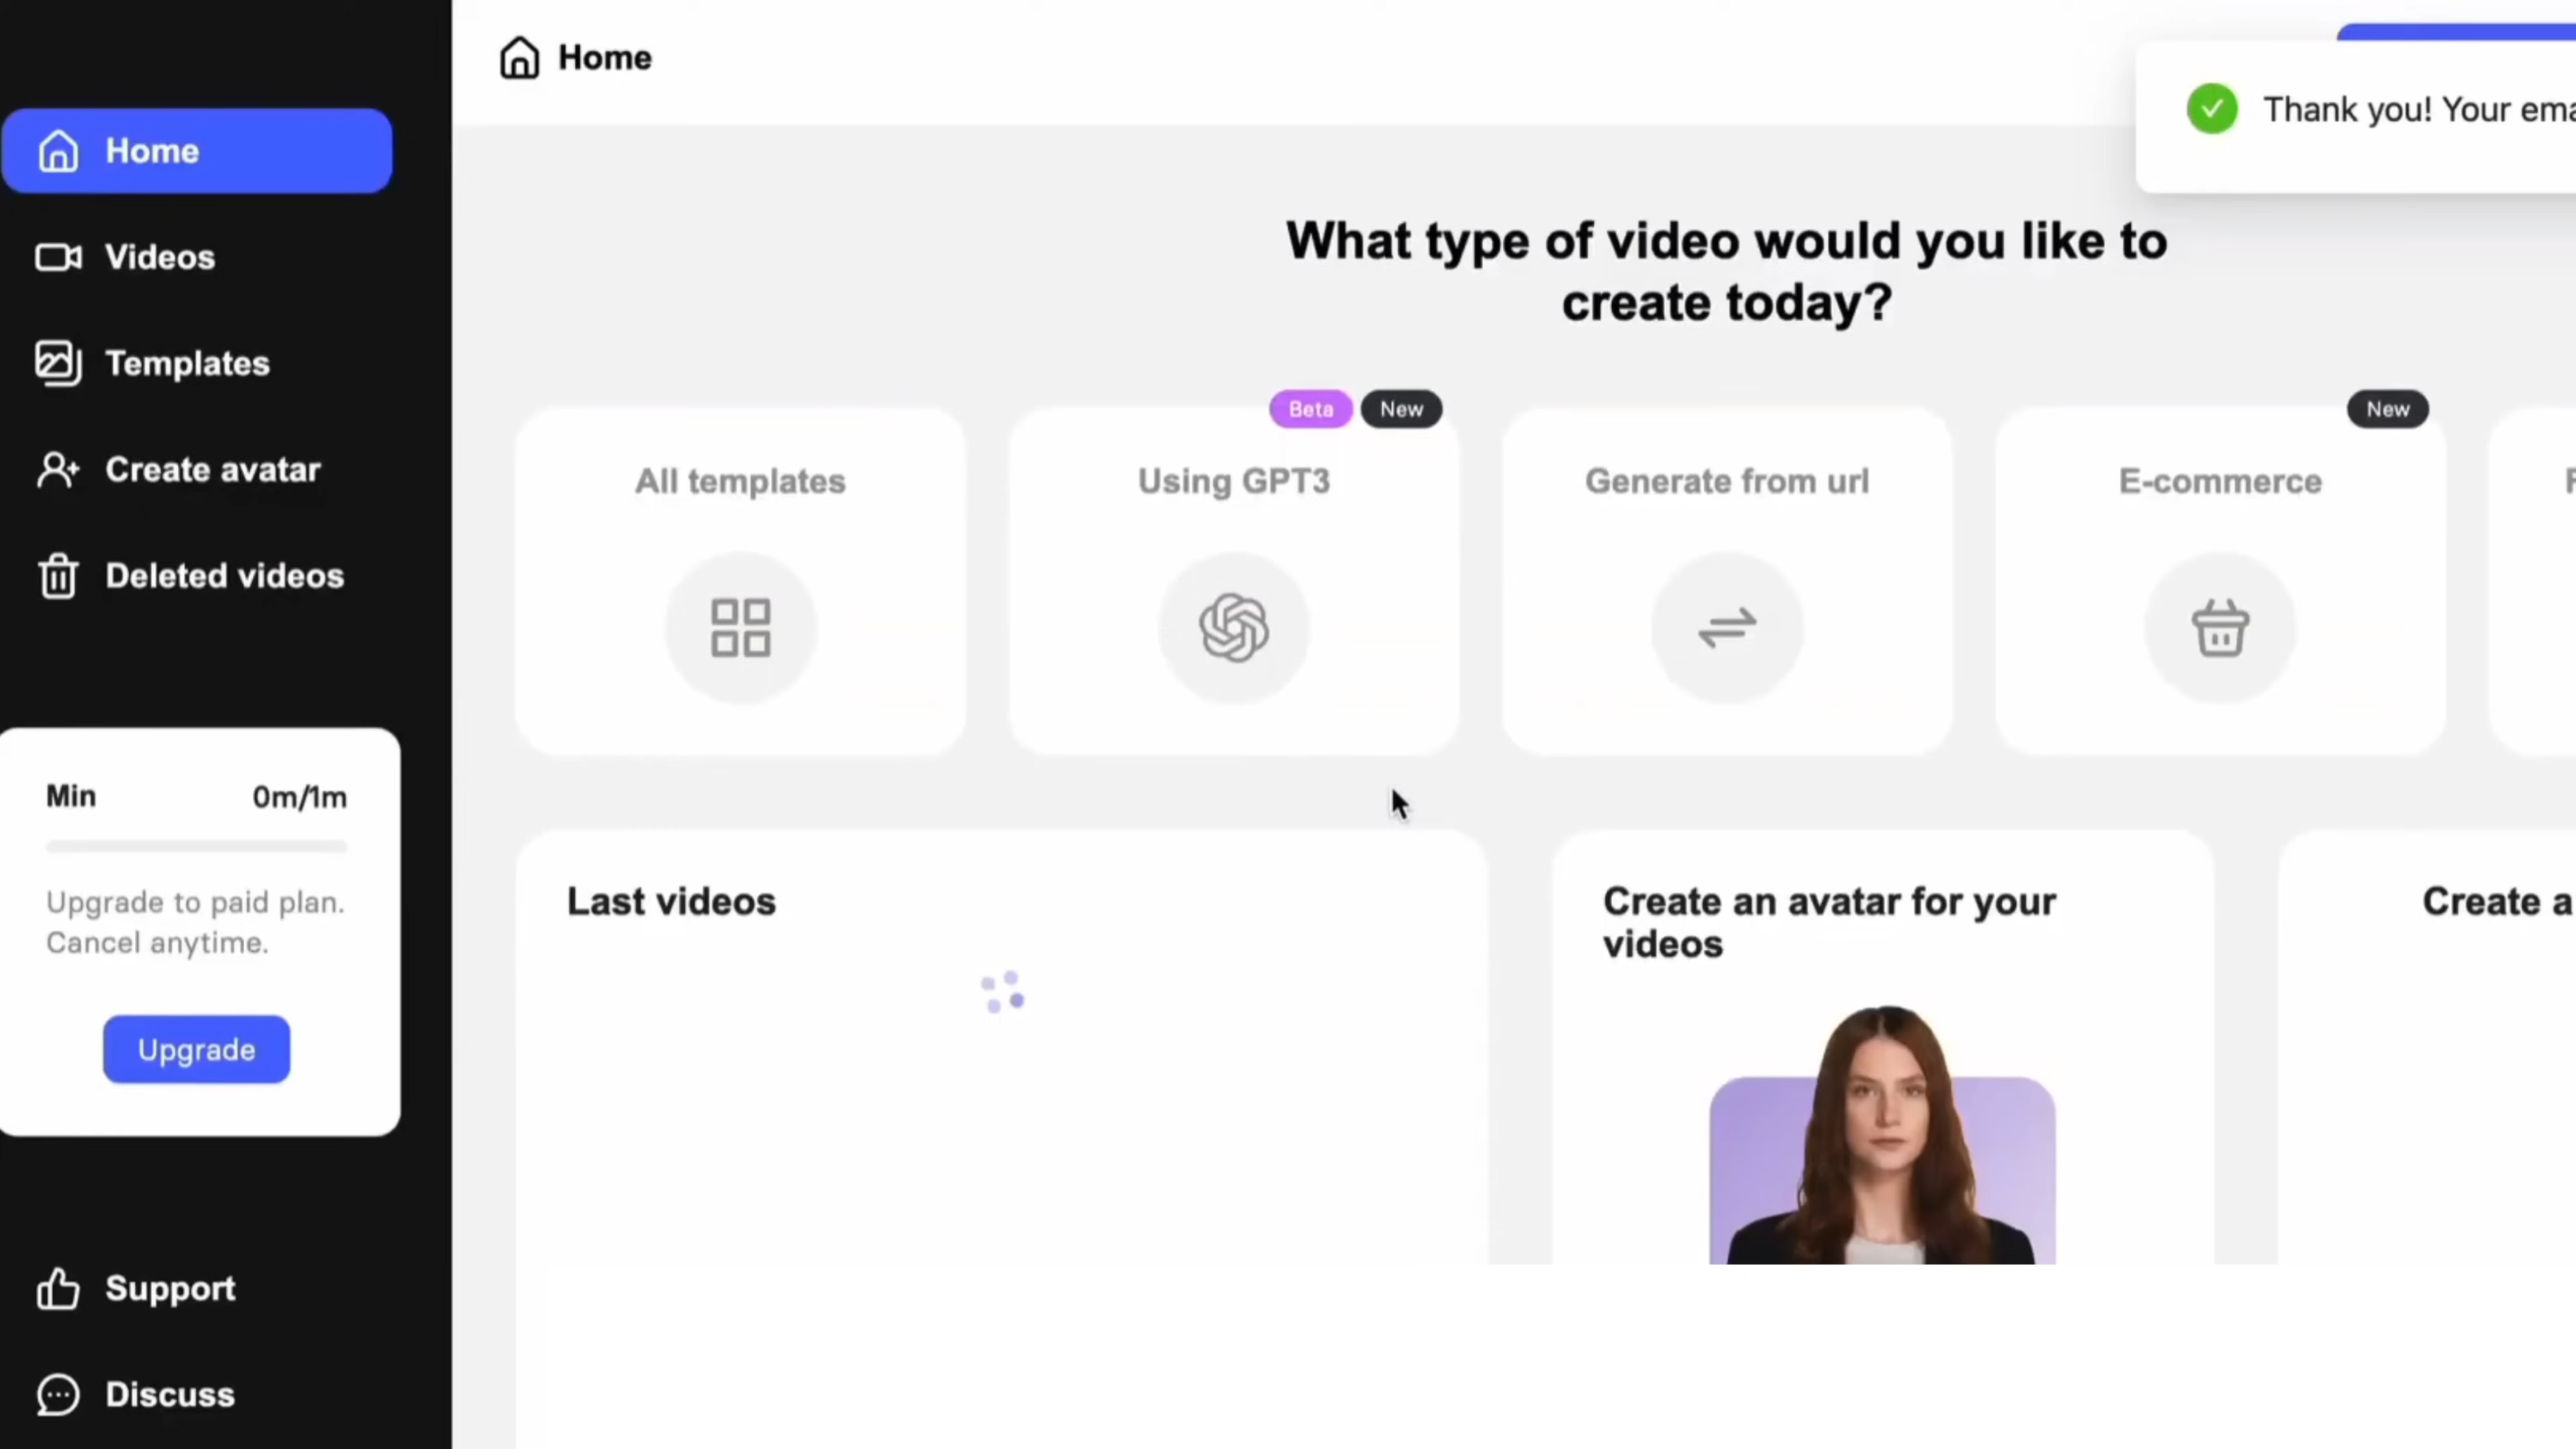 Home
Home
Videos
Templates
Create avatar
Deleted videos
Min 0m/1m
Upgrade to paid plan.
Cancel anytime.
Upgrade
Support
Discuss
Thank you! Your ema
What type of video would you like to
create today?
All templates
Beta New
Using GPT3
Generate from url
New
E-commerce
Last videos
Create an avatar for your
videos
Create a